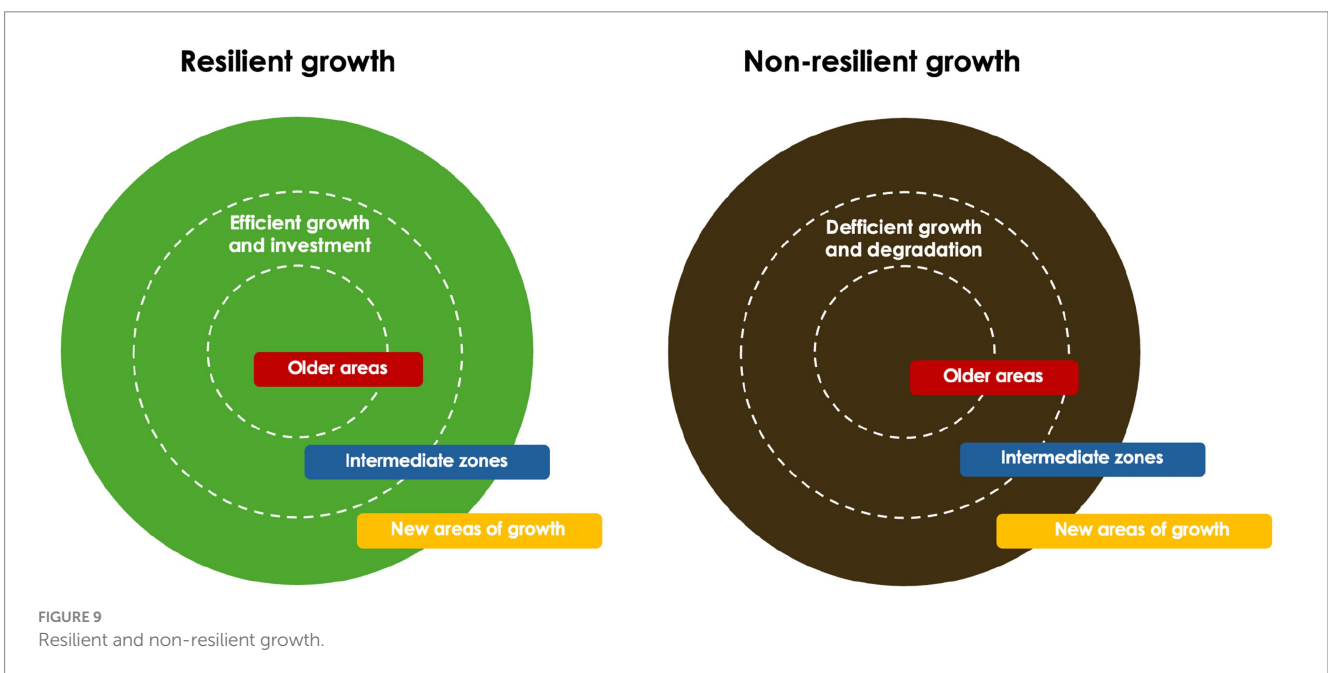 Resilient growth
Non-resilient growth
Efficient growth
and investment
Older areas
Intermediate zones
New areas of growth
Defficient growth
and degradation
Older areas
Intermediate zones
New areas of growth
FIGURE 9
Resilient and non-resilient growth.